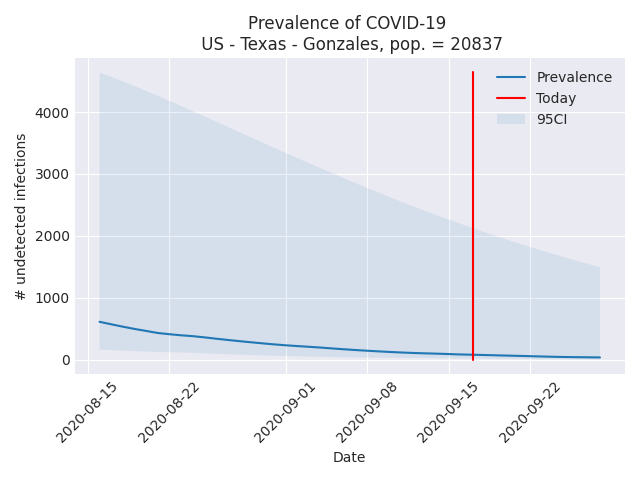 Prevalence of COVID-19
US - Texas - Gonzales, pop. = 20837
Prevalence
Today
95CI
# undetected infections
4000
3000
2000
1000
0
2020-08-15
2020-08-22
2020-09-01
2020-09-08
2020-09-15
2020-09-22
Date